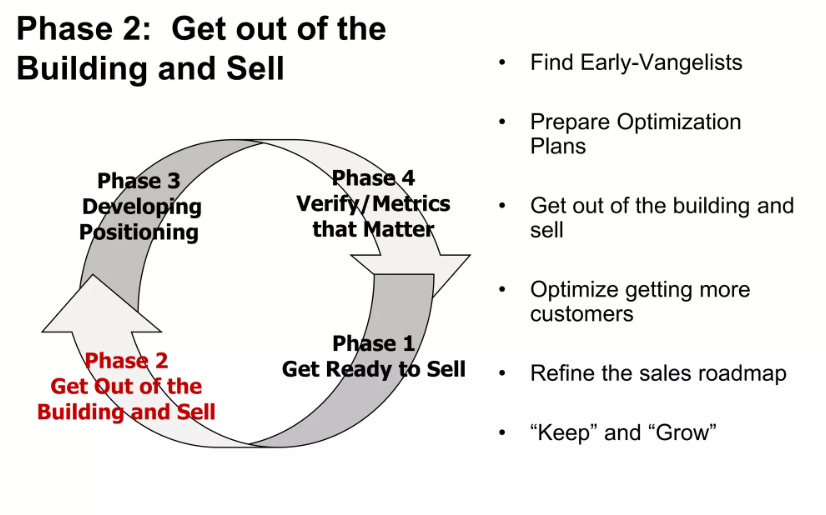 Phase 2:  Get out of the
Building and Sell
Phase 3
Developing
Positioning
Phase 4
Verify/Metrics
that Matter
Phase 2
Get Out of the
Building and Sell
Phase 1
Get Ready to Sell
• Find Early-Vangelists
• Prepare Optimization
Plans
• Get out of the building and
sell
• Optimize getting more
customers
• Refine the sales roadmap
• “Keep” and “Grow”